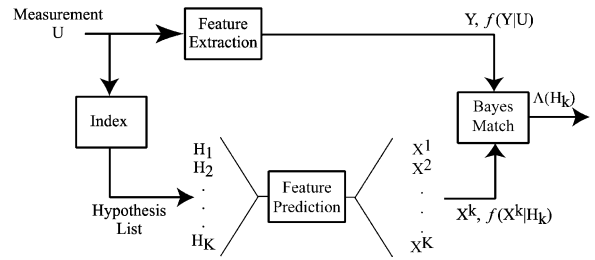 Measurement
U
Feature
Extraction
Y, f(Y|U)
Index
Bayes
Match
Λ(Hk)
Hypothesis
List
H1
H2
.
.
.
HK
Feature
Prediction
X1
X2
.
.
.
XK
Xk, f(Xk|Hk)